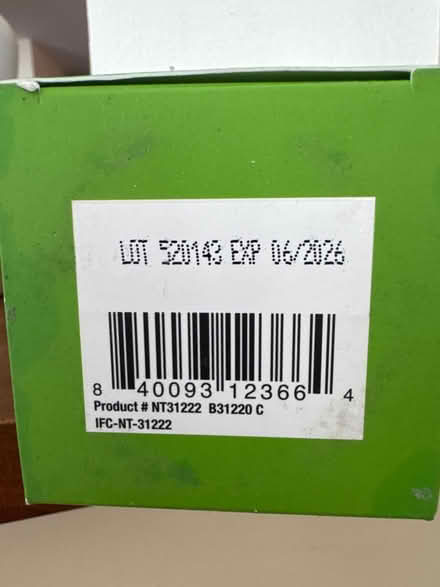 LOT 520143 EXP 06/2026
8 40093 12366 4
Product # NT31222 B31220 C
IFC-NT-31222